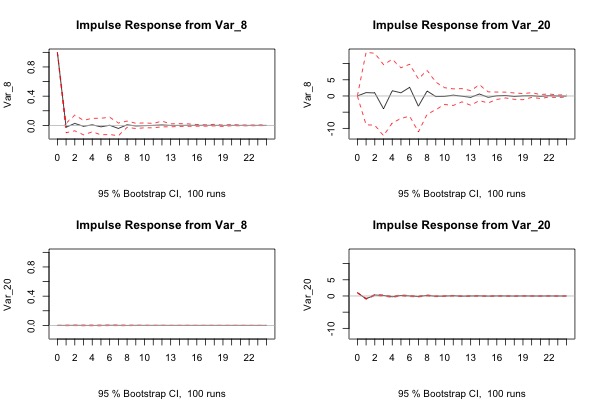 Impulse Response from Var_8
Var_8
0.0 0.4 0.8
0 2 4 6 8 10 13 16 19 22
95 % Bootstrap CI, 100 runs
Impulse Response from Var_20
Var_8
-10 0 5
0 2 4 6 8 10 13 16 19 22
95 % Bootstrap CI, 100 runs
Impulse Response from Var_8
Var_20
0.0 0.4 0.8
0 2 4 6 8 10 13 16 19 22
95 % Bootstrap CI, 100 runs
Impulse Response from Var_20
Var_20
-10 0 5
0 2 4 6 8 10 13 16 19 22
95 % Bootstrap CI, 100 runs